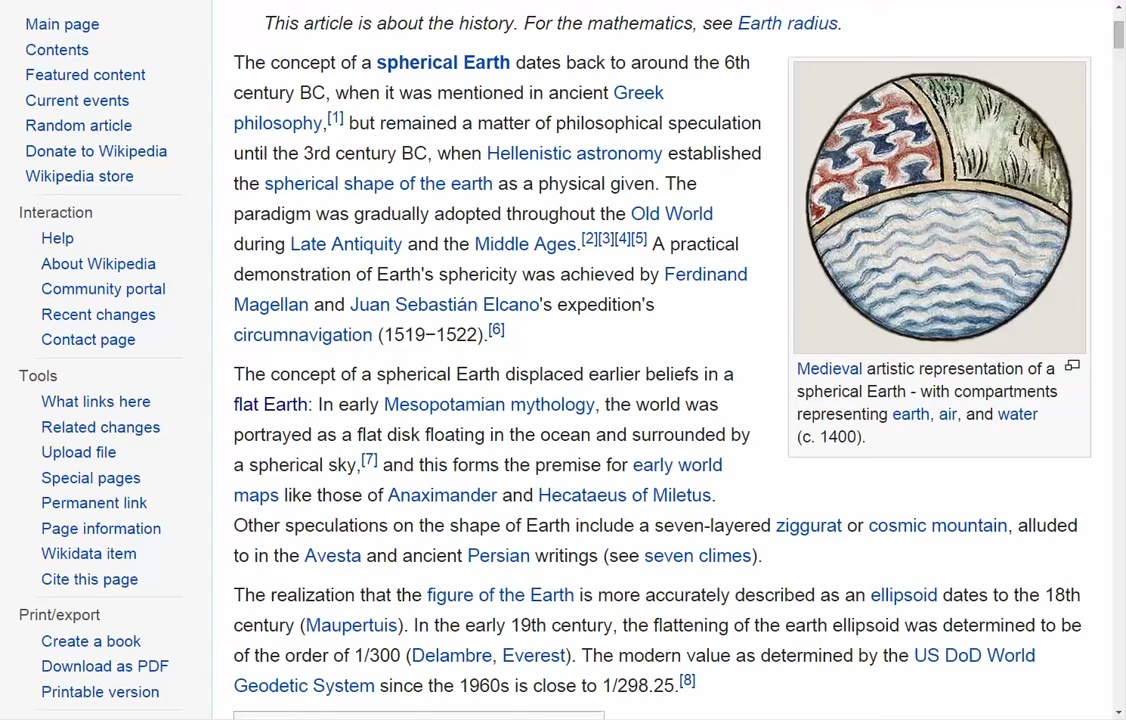 Main page
Contents
Featured content
Current events
Random article
Donate to Wikipedia
Wikipedia store
Interaction
Help
About Wikipedia
Community portal
Recent changes
Contact page
Tools
What links here
Related changes
Upload file
Special pages
Permanent link
Page information
Wikidata item
Cite this page
Print/export
Create a book
Download as PDF
Printable version
This article is about the history. For the mathematics, see Earth radius.
The concept of a spherical Earth dates back to around the 6th
century BC, when it was mentioned in ancient Greek
philosophy,[1] but remained a matter of philosophical speculation
until the 3rd century BC, when Hellenistic astronomy established
the spherical shape of the earth as a physical given. The
paradigm was gradually adopted throughout the Old World
during Late Antiquity and the Middle Ages.[2][3][4][5] A practical
demonstration of Earth's sphericity was achieved by Ferdinand
Magellan and Juan Sebastián Elcano's expedition's
circumnavigation (1519−1522).[6]
The concept of a spherical Earth displaced earlier beliefs in a
flat Earth: In early Mesopotamian mythology, the world was
portrayed as a flat disk floating in the ocean and surrounded by
a spherical sky,[7] and this forms the premise for early world
maps like those of Anaximander and Hecataeus of Miletus.
Other speculations on the shape of Earth include a seven-layered ziggurat or cosmic mountain, alluded
to in the Avesta and ancient Persian writings (see seven climes).
The realization that the figure of the Earth is more accurately described as an ellipsoid dates to the 18th
century (Maupertuis). In the early 19th century, the flattening of the earth ellipsoid was determined to be
of the order of 1/300 (Delambre, Everest). The modern value as determined by the US DoD World
Geodetic System since the 1960s is close to 1/298.25.[8]
Medieval artistic representation of a
spherical Earth - with compartments
representing earth, air, and water
(c. 1400).